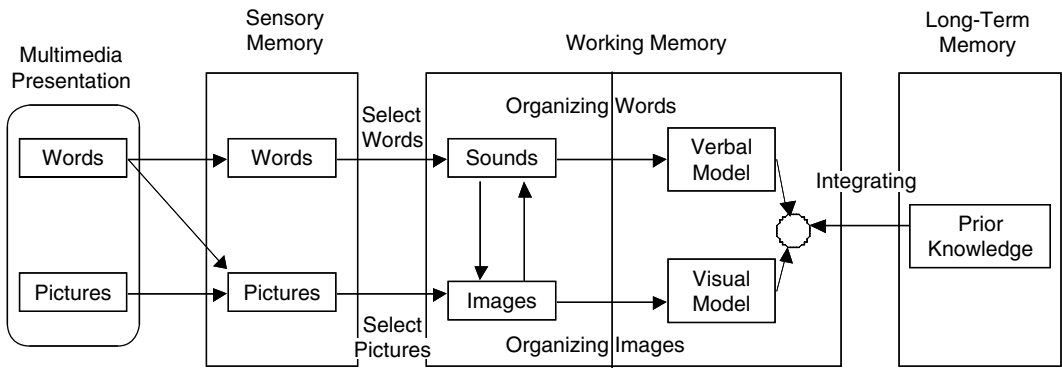 Multimedia
Presentation
Words
Pictures
Sensory
Memory
Words
Pictures
Select
Words
Select
Pictures
Working Memory
Organizing Words
Sounds
Images
Organizing Images
Verbal
Model
Visual
Model
Integrating
Long-Term
Memory
Prior
Knowledge